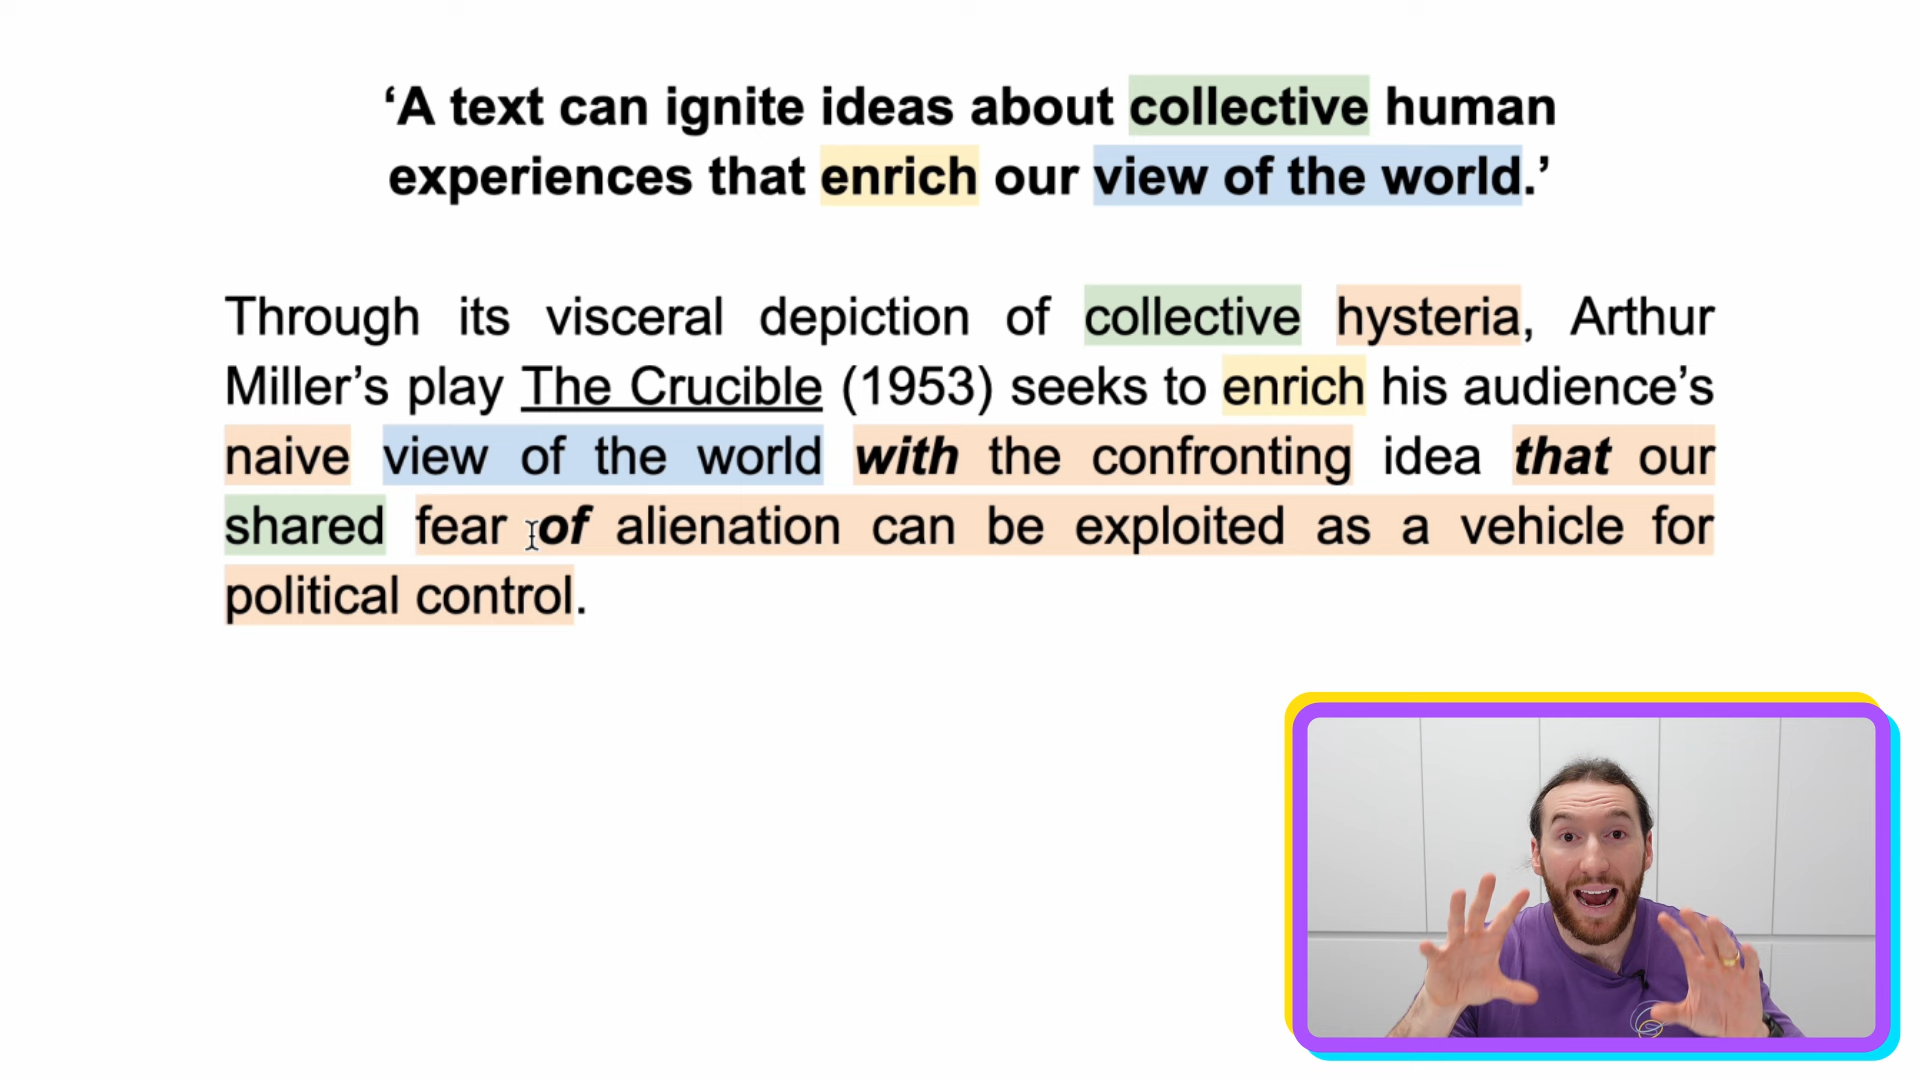 ‘A text can ignite ideas about collective human
experiences that enrich our view of the world.’
Through its visceral depiction of collective hysteria, Arthur
Miller’s play The Crucible (1953) seeks to enrich his audience’s
naive view of the world with the confronting idea that our
shared fear of alienation can be exploited as a vehicle for
political control.